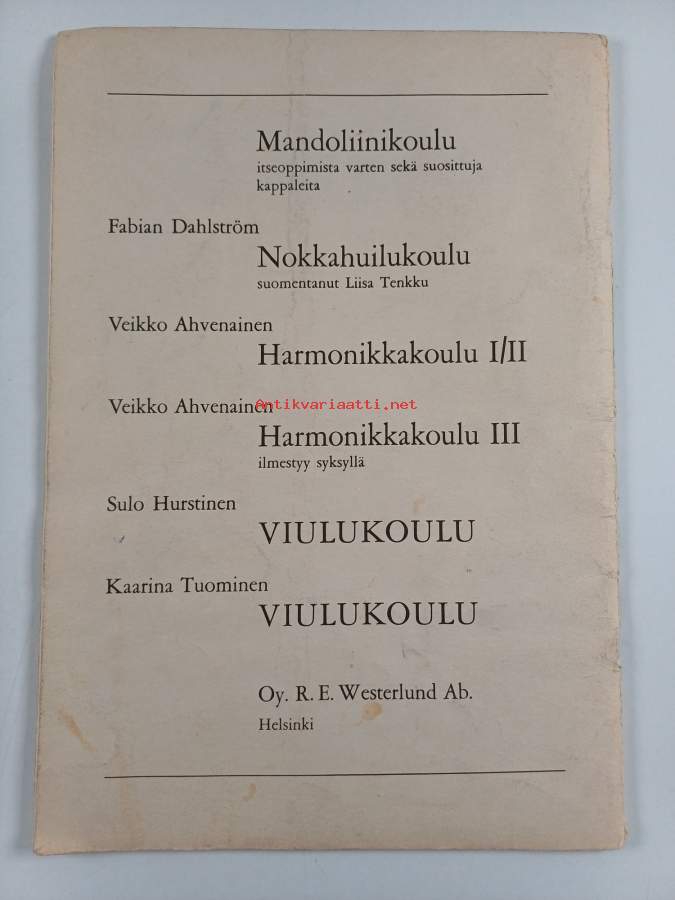 Mandoliinikoulu
itseoppimista varten sekä suosittuja
kappaleita
Fabian Dahlström
Nokkahuilukoulu
suomentanut Liisa Tenkku
Veikko Ahvenainen
Harmonikkakoulu I/II
Veikko Ahvenainen
Antikvariaatti.net
Harmonikkakoulu III
ilmestyy syksyllä
Sulo Hurstinen
VIULUKOULU
Kaarina Tuominen
VIULUKOULU
Oy. R. E. Westerlund Ab.
Helsinki